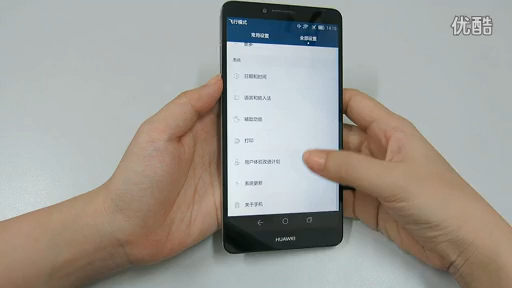 优酷
飞行模式
14:10
常用设置
全部设置
系统
日期和时间
语言和输入法
辅助功能
打印
用户体验改进计划
系统更新
关于手机
HUAWEI